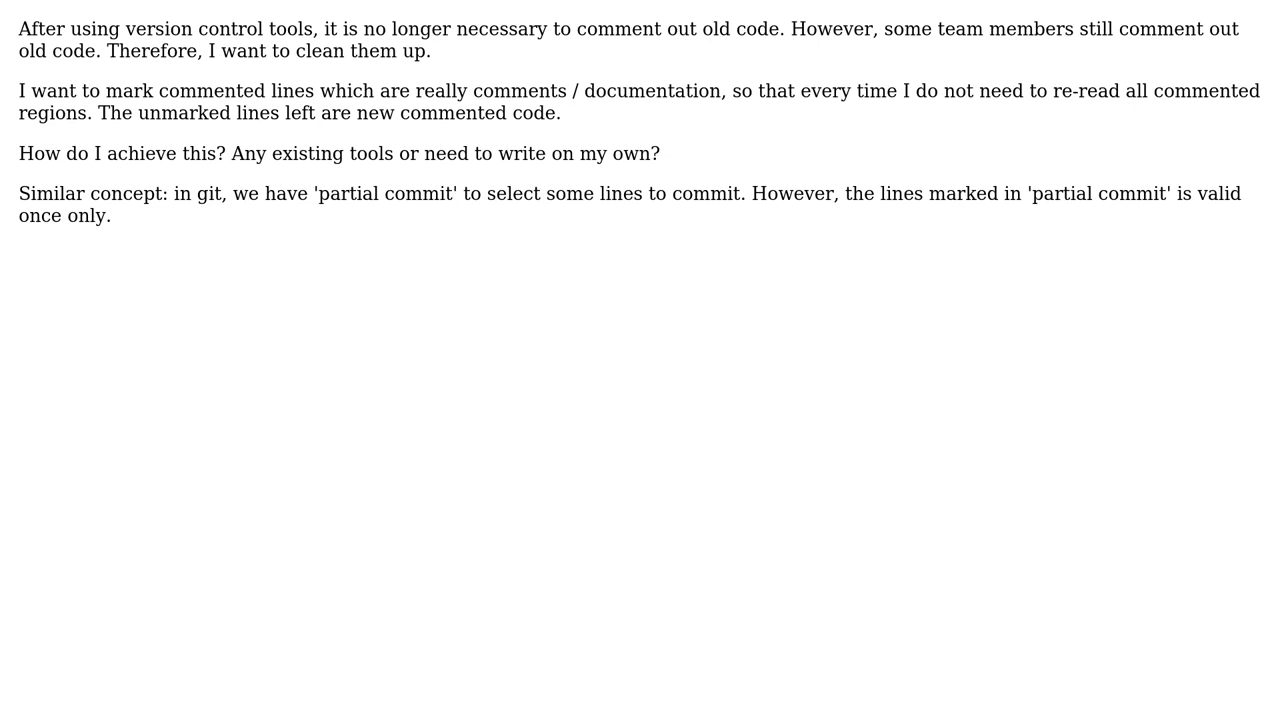 After using version control tools, it is no longer necessary to comment out old code. However, some team members still comment out
old code. Therefore, I want to clean them up.
I want to mark commented lines which are really comments / documentation, so that every time I do not need to re-read all commented
regions. The unmarked lines left are new commented code.
How do I achieve this? Any existing tools or need to write on my own?
Similar concept: in git, we have 'partial commit' to select some lines to commit. However, the lines marked in 'partial commit' is valid
once only.